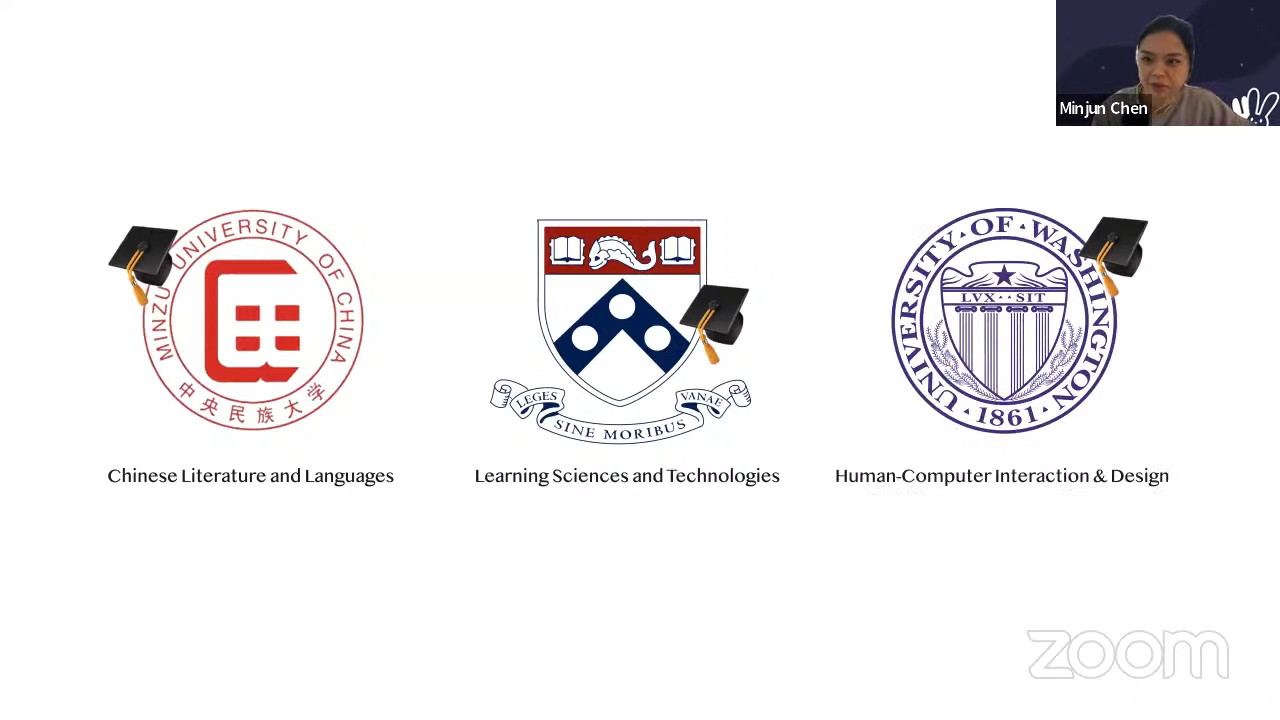 Minjun Chen
MINZU UNIVERSITY OF CHINA
中央民族大学
LEGES
SINE MORIBUS
VANAE
UNIVERSITY OF WASHINGTON
LVX SIT
1861
Chinese Literature and Languages
Learning Sciences and Technologies
Human-Computer Interaction & Design
zoom